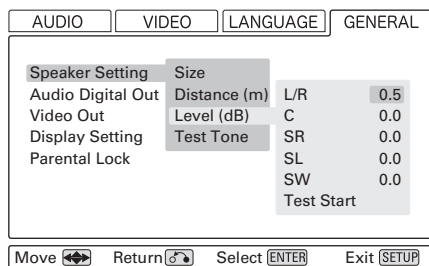 AUDIO VIDEO LANGUAGE GENERAL
Speaker Setting Size
Audio Digital Out Distance (m) L/R 0.5
Video Out Level (dB) C 0.0
Display Setting Test Tone SR 0.0
Parental Lock SL 0.0
SW 0.0
Test Start
Move Return Select ENTER Exit SETUP